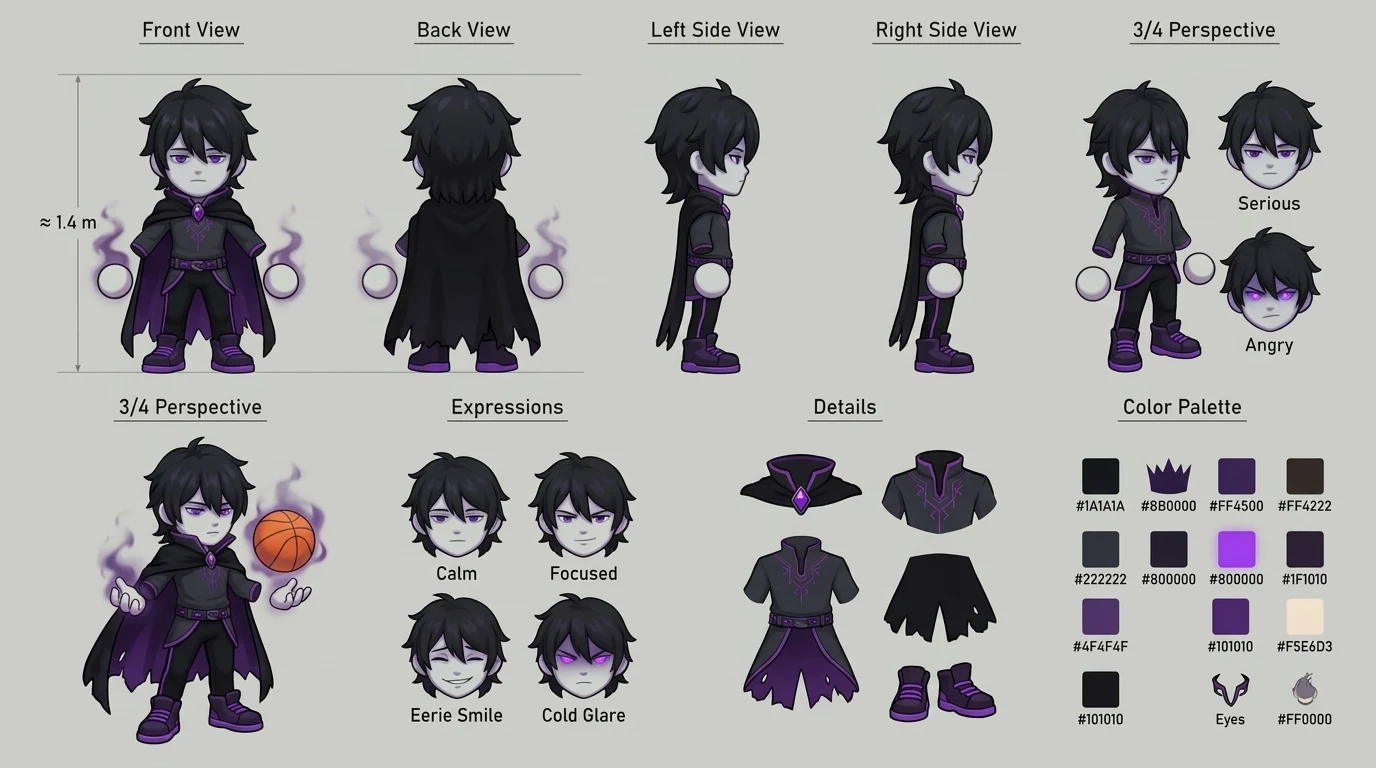 Front View
Back View
Left Side View
Right Side View
3/4 Perspective
≈ 1.4 m
Serious
Angry
3/4 Perspective
Expressions
Details
Color Palette
Calm
Focused
Eerie Smile
Cold Glare
#1A1A1A
#8B0000
#FF4500
#FF4222
#222222
#800000
#800000
#1F1010
#4F4F4F
#101010
#F5E6D3
#101010
Eyes
#FF0000